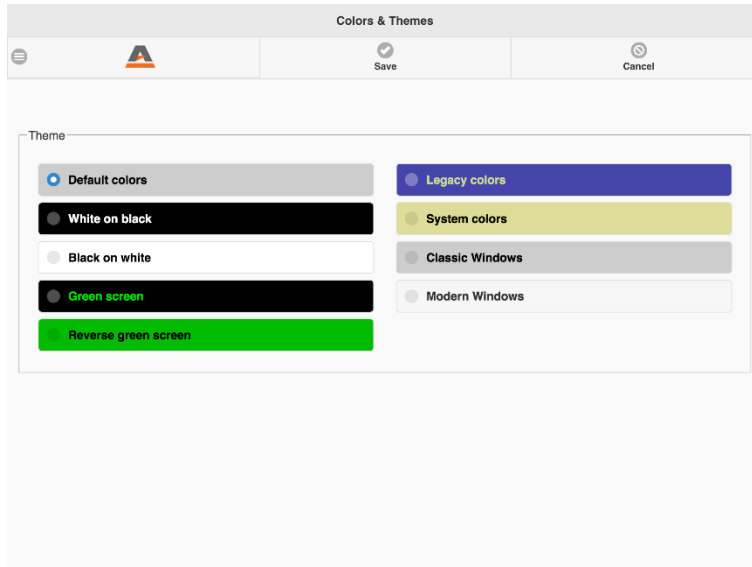 Colors & Themes
Save
Cancel
Theme
Default colors
White on black
Black on white
Green screen
Reverse green screen
Legacy colors
System colors
Classic Windows
Modern Windows